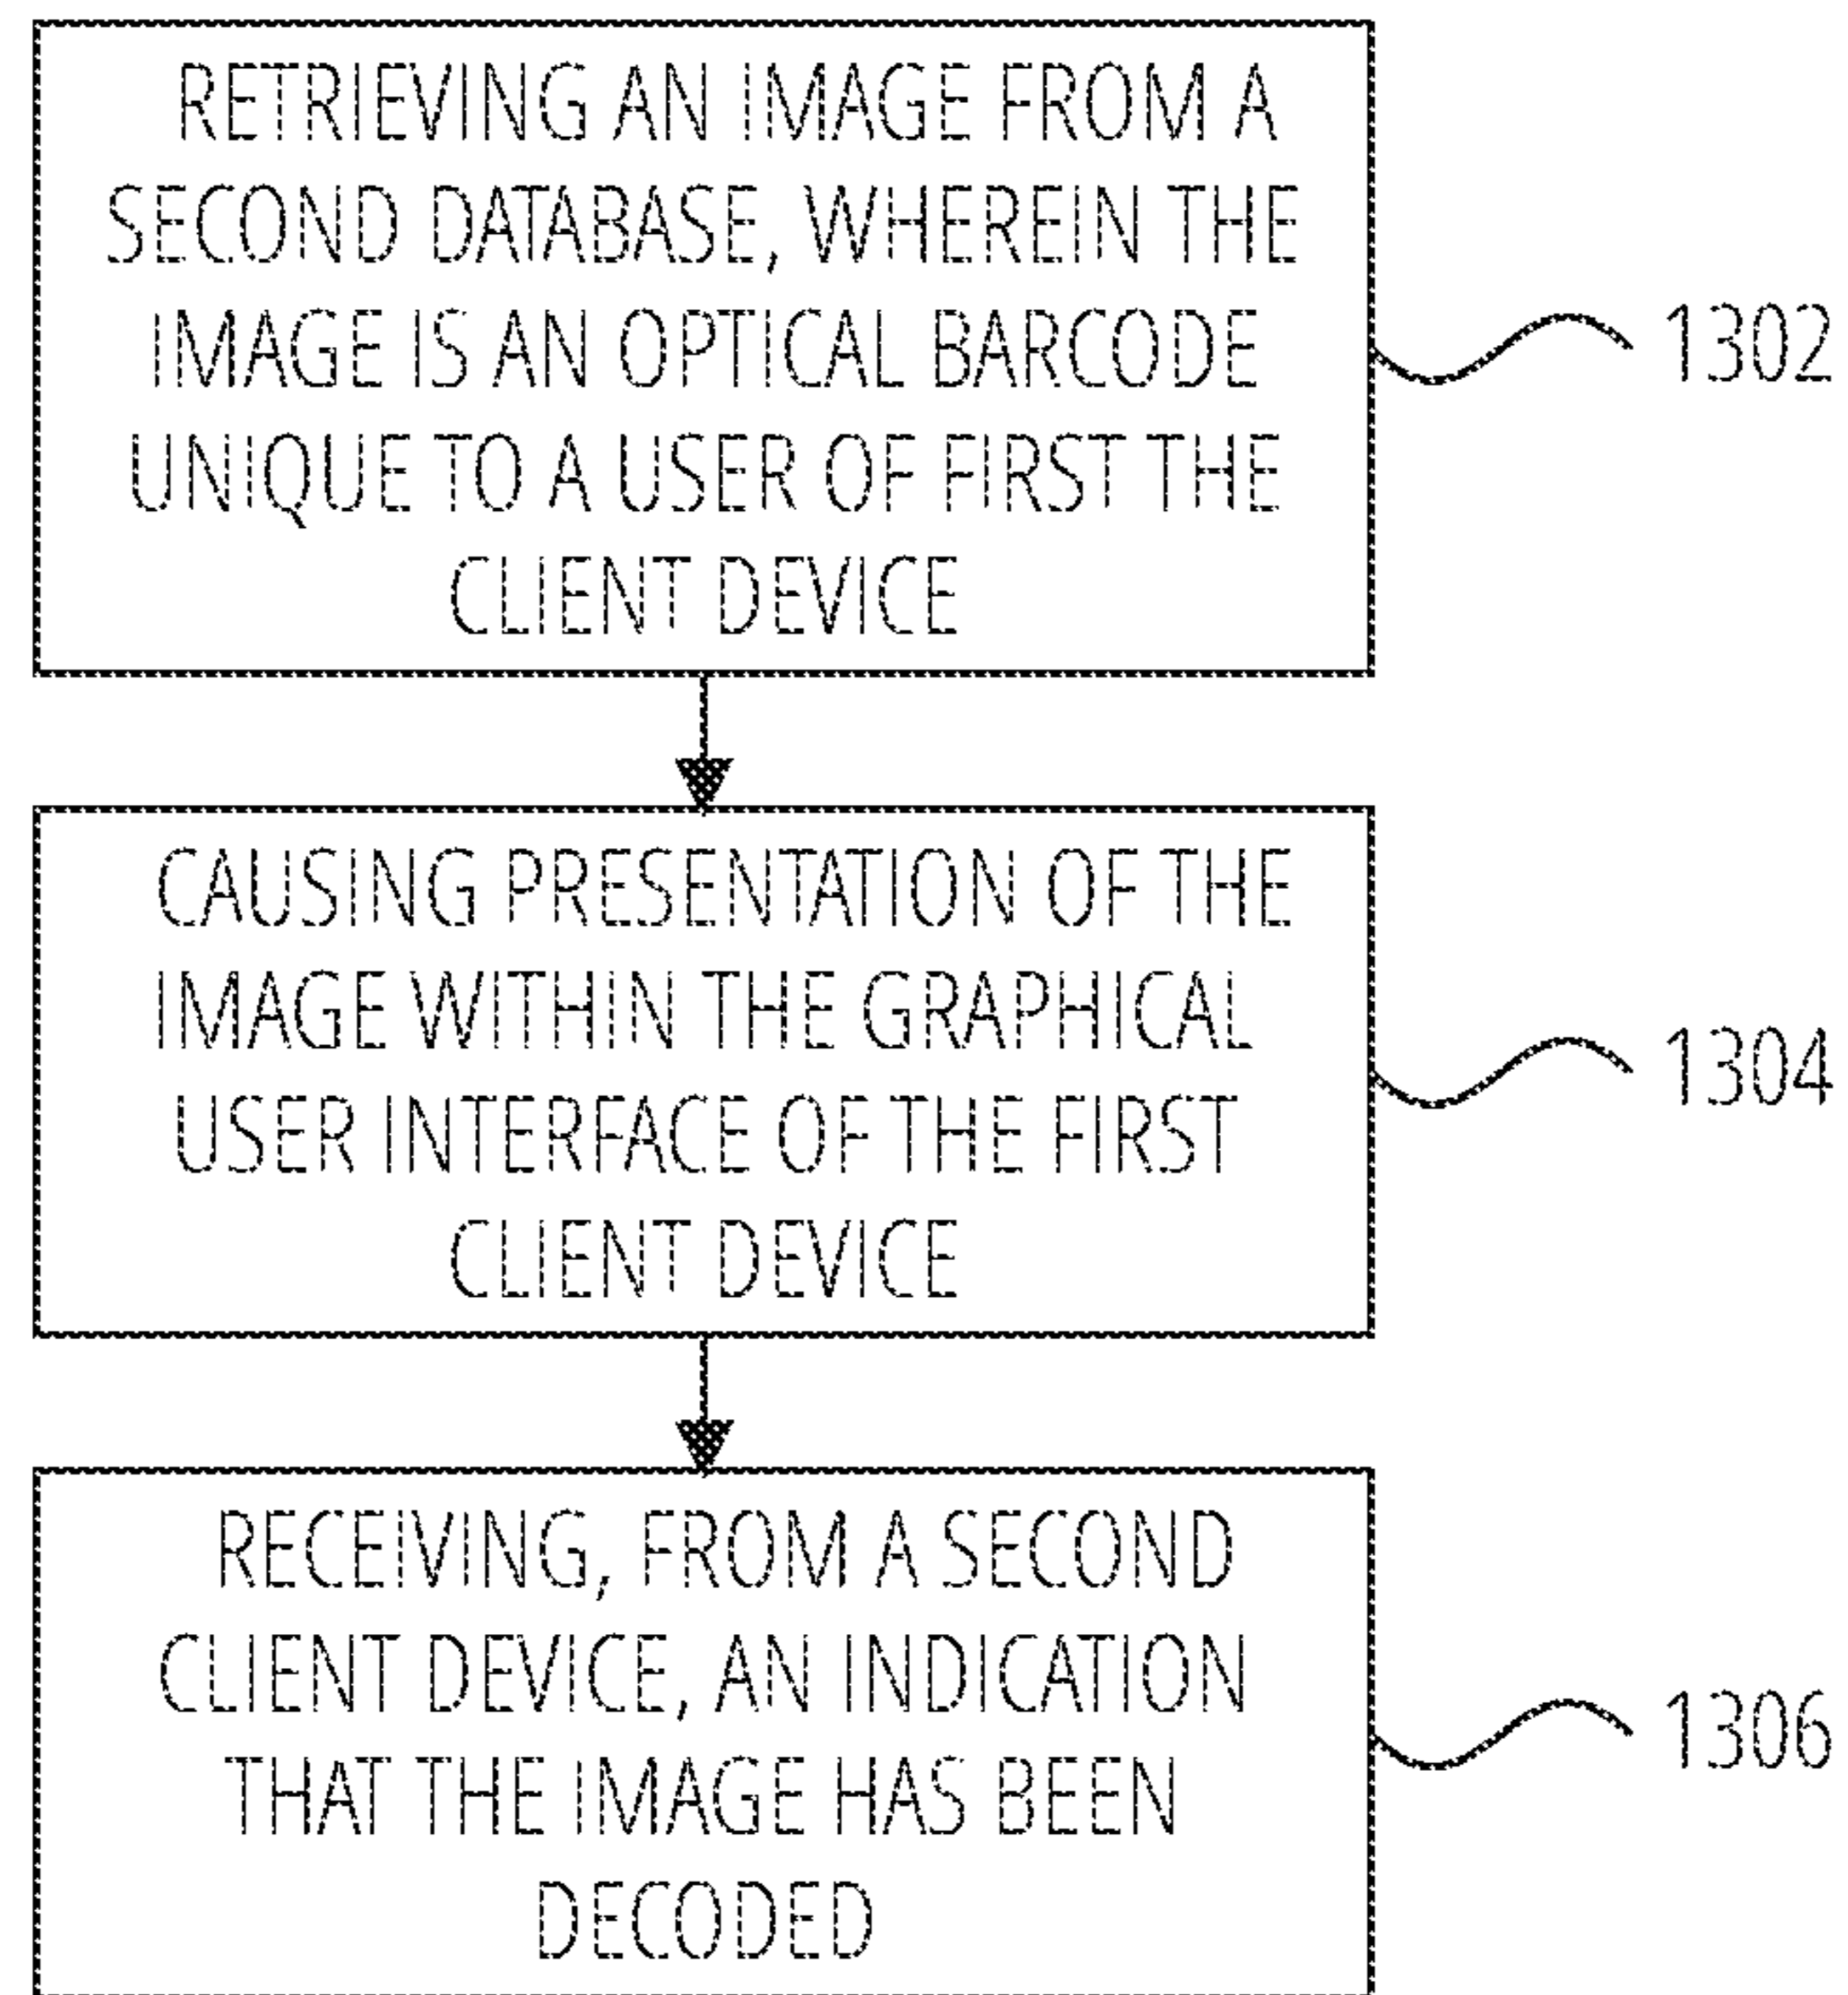 RETRIEVING AN IMAGE FROM A
SECOND DATABASE, WHEREIN THE
IMAGE IS AN OPTICAL BARCODE
UNIQUE TO A USER OF FIRST THE
CLIENT DEVICE
1302
CAUSING PRESENTATION OF THE
IMAGE WITHIN THE GRAPHICAL
USER INTERFACE OF THE FIRST
CLIENT DEVICE
1304
RECEIVING, FROM A SECOND
CLIENT DEVICE, AN INDICATION
THAT THE IMAGE HAS BEEN
DECODED
1306